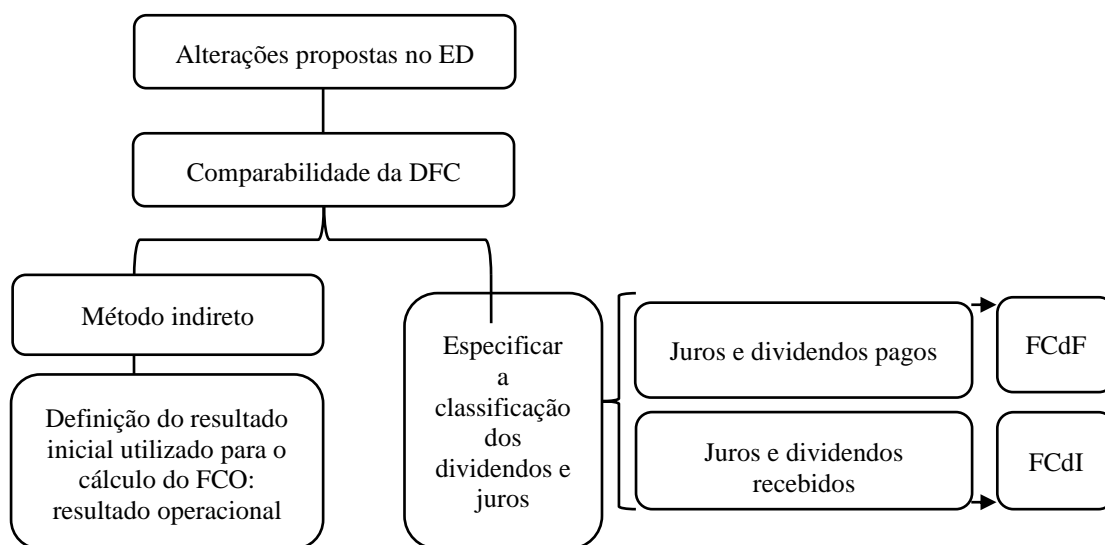 Alterações propostas no ED
Comparabilidade da DFC
Método indireto
Definição do resultado
inicial utilizado para o
cálculo do FCO:
resultado operacional
Especificar
a
classificação
dos
dividendos e
juros
Juros e dividendos pagos
FCdF
Juros e dividendos
recebidos
FCdI